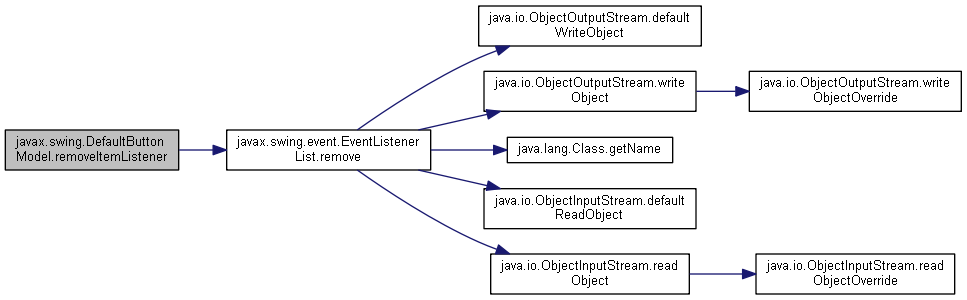 javax.swing.DefaultButton
Model.removeItemListener
javax.swing.event.EventListener
List.remove
java.io.ObjectOutputStream.default
WriteObject
java.io.ObjectOutputStream.write
Object
java.io.ObjectOutputStream.write
ObjectOverride
java.lang.Class.getName
java.io.ObjectInputStream.default
ReadObject
java.io.ObjectInputStream.read
Object
java.io.ObjectInputStream.read
ObjectOverride